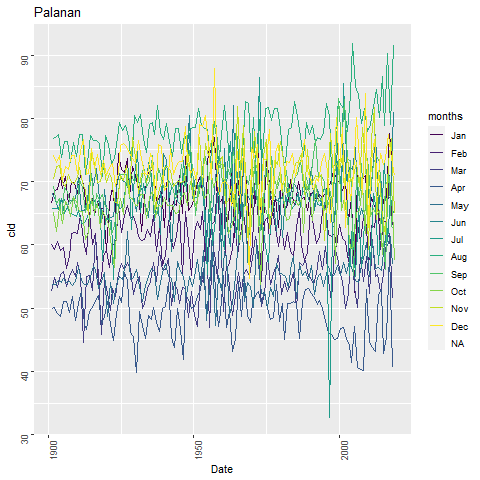 Palanan
cld
90
80
70
60
50
40
30
1900
1950
2000
Date
months
Jan
Feb
Mar
Apr
May
Jun
Jul
Aug
Sep
Oct
Nov
Dec
NA